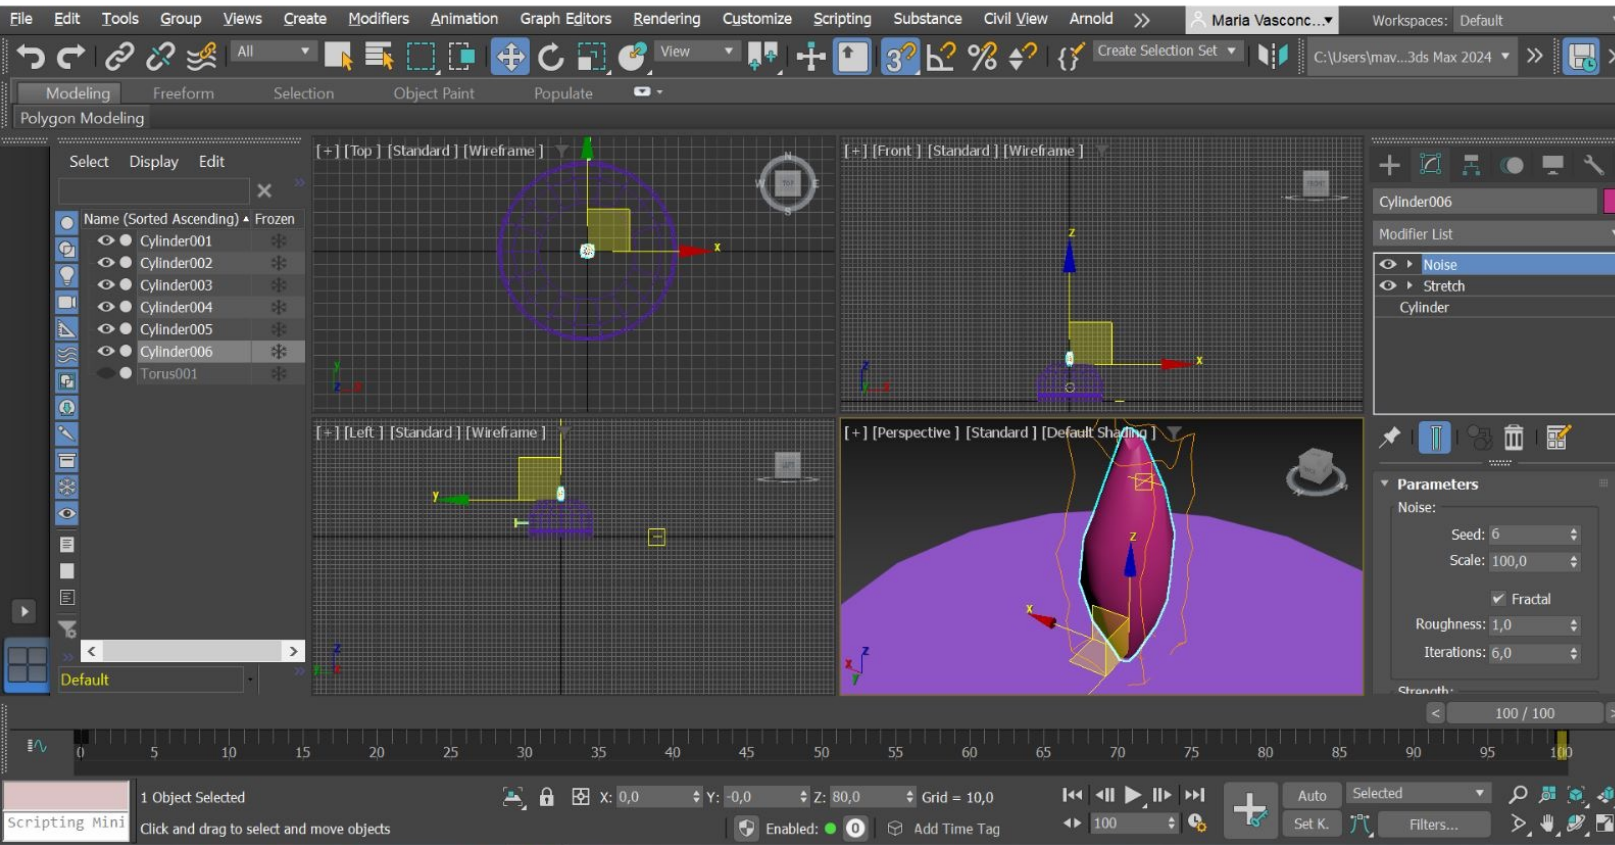 File Edit Tools Group Views Create Modifiers Animation Graph Editors Rendering Customize Scripting Substance Civil View Arnold Maria Vasconc... Workspaces: Default
All View Create Selection Set C:\Users\mav...3ds Max 2024
Modeling Freeform Selection Object Paint Populate
Polygon Modeling
Select Display Edit
Name (Sorted Ascending) Frozen
Cylinder001
Cylinder002
Cylinder003
Cylinder004
Cylinder005
Cylinder006
Torus001
Default
[+] [Top ] [Standard ] [Wireframe ]
N
W TOP E
S
x
[+] [Front ] [Standard ] [Wireframe ]
z
x
[+] [Left ] [Standard ] [Wireframe ]
y
z
[+] [Perspective ] [Standard ] [Default Shading ]
z
x
z
x
y
Cylinder006
Modifier List
Noise
Stretch
Cylinder
Parameters
Noise:
Seed: 6
Scale: 100,0
Fractal
Roughness: 1,0
Iterations: 6,0
Strength:
< 100 / 100 >
0 5 10 15 20 25 30 35 40 45 50 55 60 65 70 75 80 85 90 95 100
1 Object Selected X: 0,0 Y: -0,0 Z: 80,0 Grid = 10,0 Auto Selected
Scripting Mini Click and drag to select and move objects Enabled: 0 Add Time Tag 100 Set K. Filters...